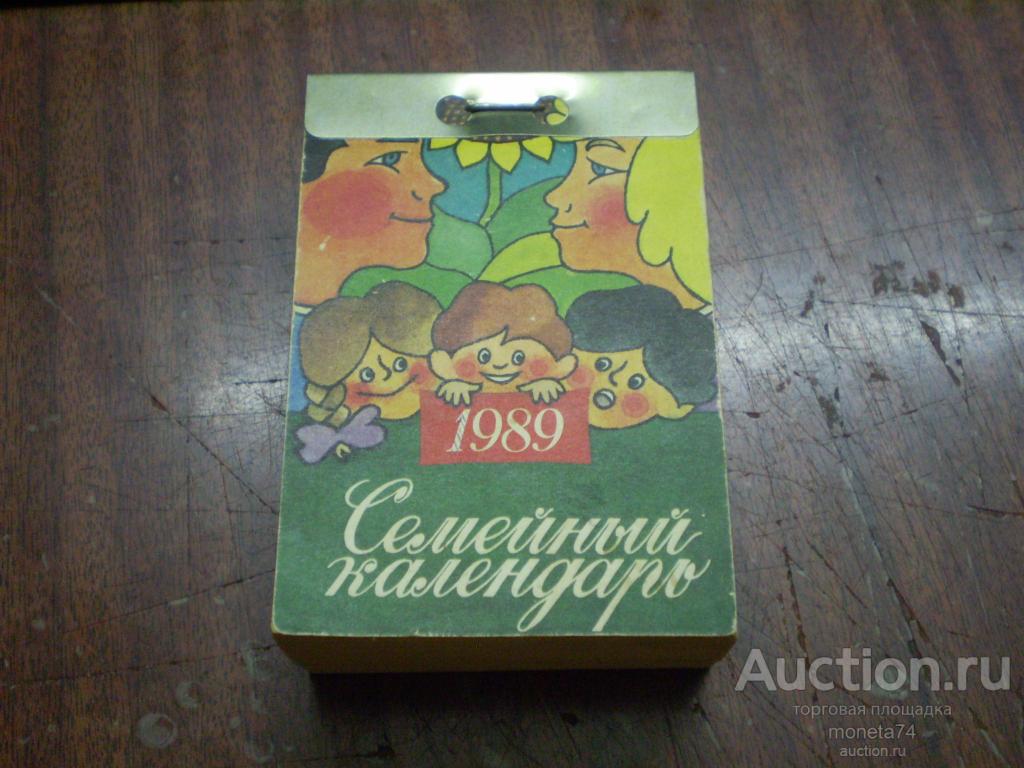 1989
Семейный
календарь
Auction.ru
торговая площадка
moneta74
auction.ru